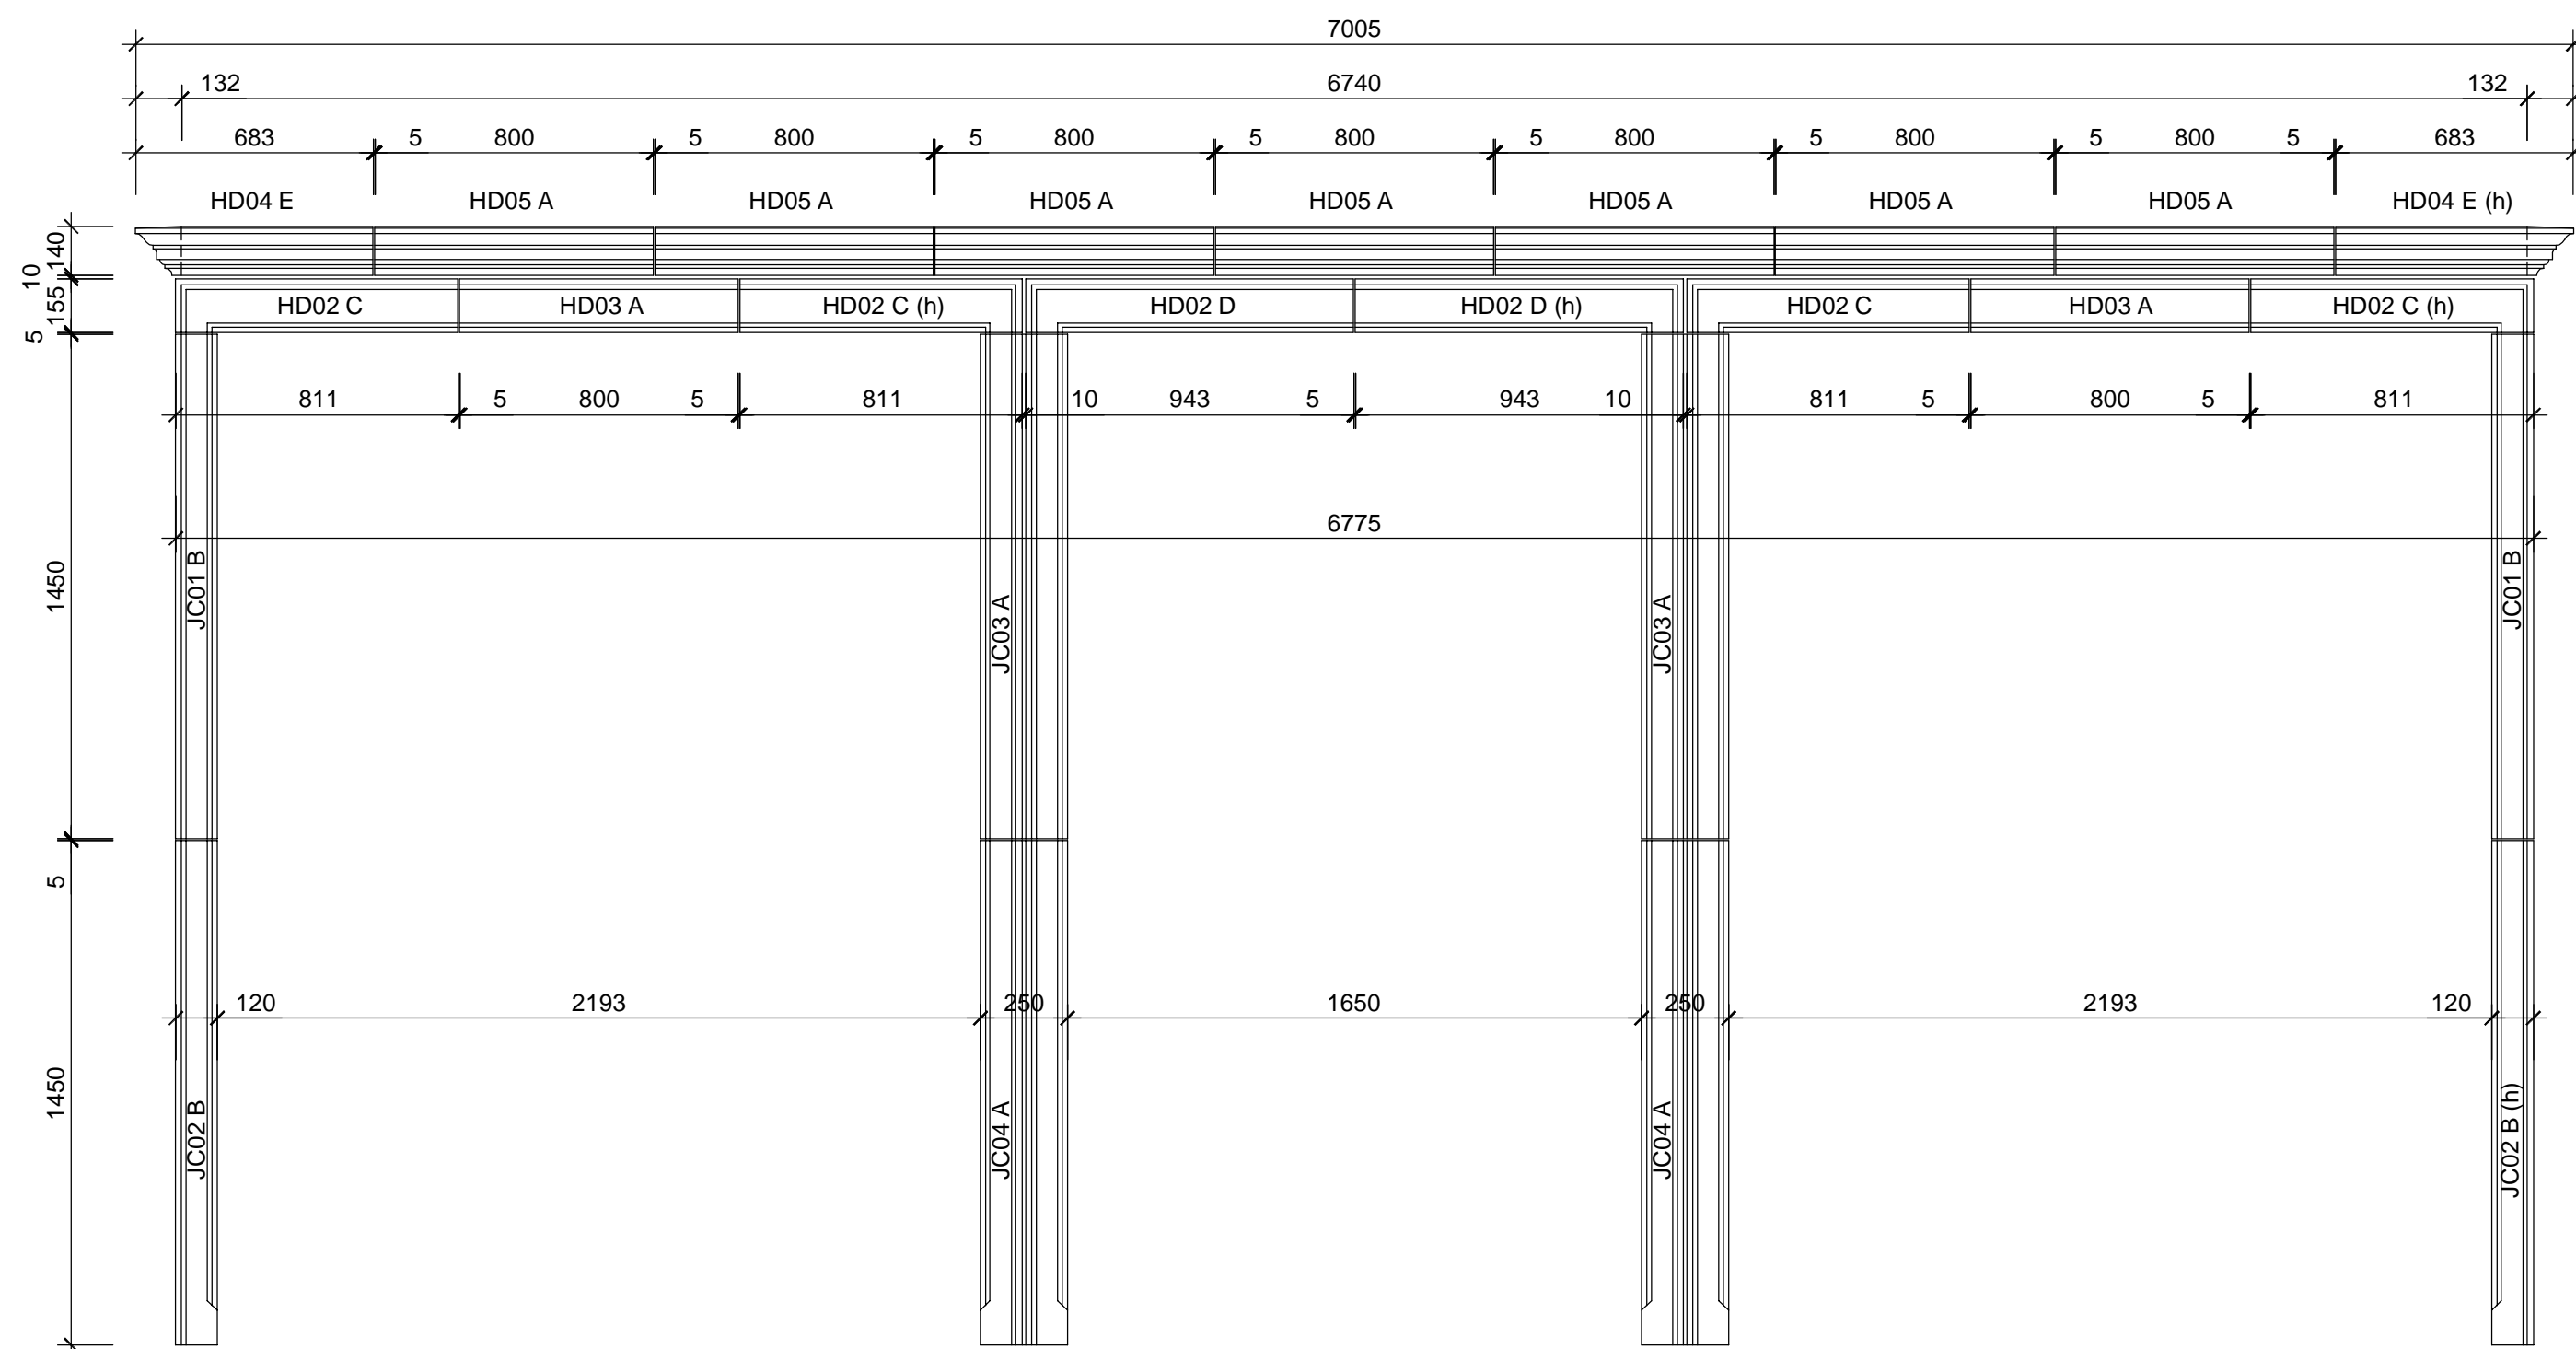 7005
132 6740 132
683 5 800 5 800 5 800 5 800 5 800 5 800 5 800 5 683
HD04 E HD05 A HD05 A HD05 A HD05 A HD05 A HD05 A HD05 A HD04 E (h)
140
10
155
5
HD02 C HD03 A HD02 C (h) HD02 D HD02 D (h) HD02 C HD03 A HD02 C (h)
811 5 800 5 811 10 943 5 943 10 811 5 800 5 811
6775
1450
JC01 B
JC03 A
JC03 A
JC01 B
5
120 2193 250 1650 250 2193 120
1450
JC02 B
JC04 A
JC04 A
JC02 B (h)